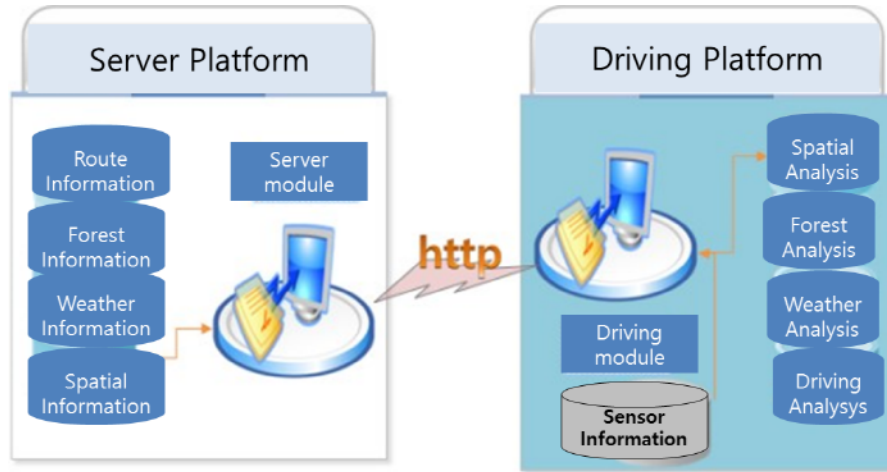 Server Platform
Route
Information
Forest
Information
Weather
Information
Spatial
Information
Server
module
http
Driving Platform
Driving
module
Sensor
Information
Spatial
Analysis
Forest
Analysis
Weather
Analysis
Driving
Analysys